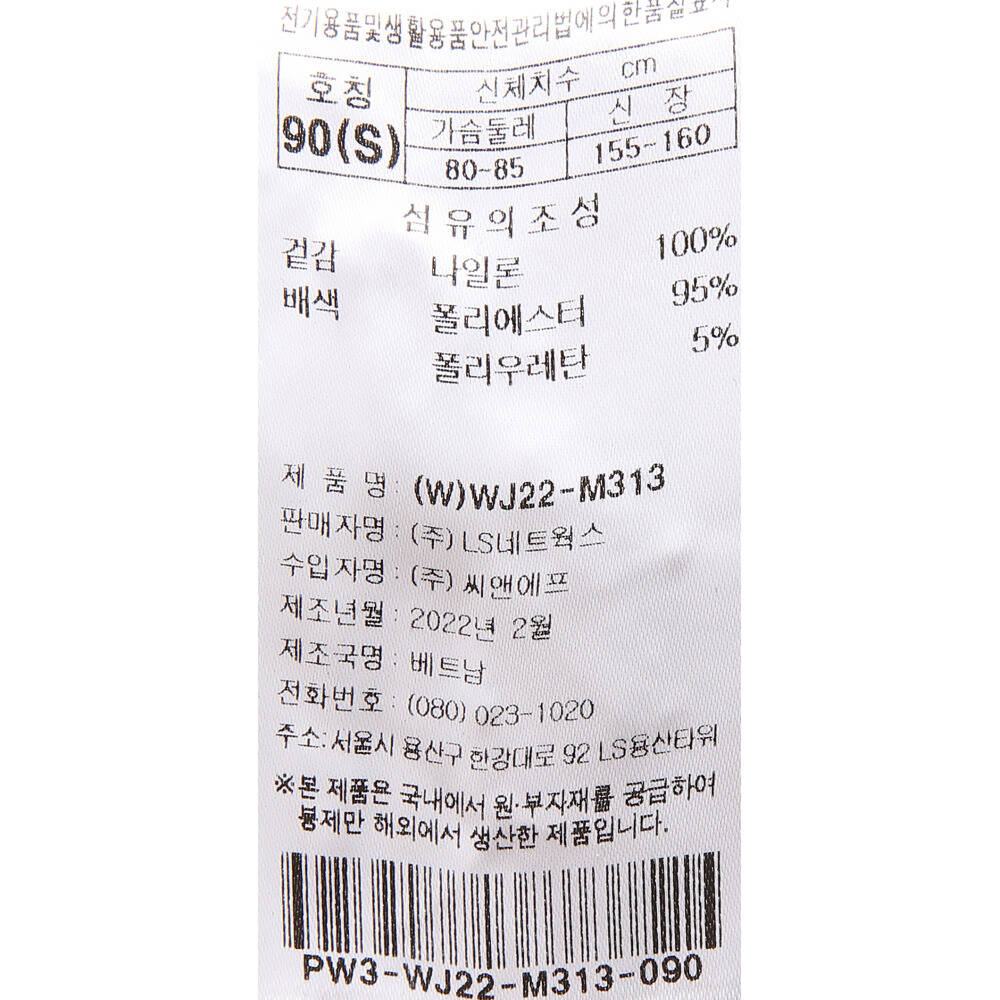 전기용품및생활용품안전관리법에의한품질표시
호칭 신체치수 cm
90(S) 가슴둘레 신 장
80-85 155-160
섬유의조성
겉감 나일론 100%
배색 폴리에스터 95%
폴리우레탄 5%
제 품 명 : (W)WJ22-M313
판매자명 : (주)LS네트웍스
수입자명 : (주)씨앤에프
제조년월 : 2022년 2월
제조국명 : 베트남
전화번호 : (080) 023-1020
주소: 서울시 용산구 한강대로 92 LS용산타워
※본 제품은 국내에서 원·부자재를 공급하여
봉제만 해외에서 생산한 제품입니다.
PW3-WJ22-M313-090